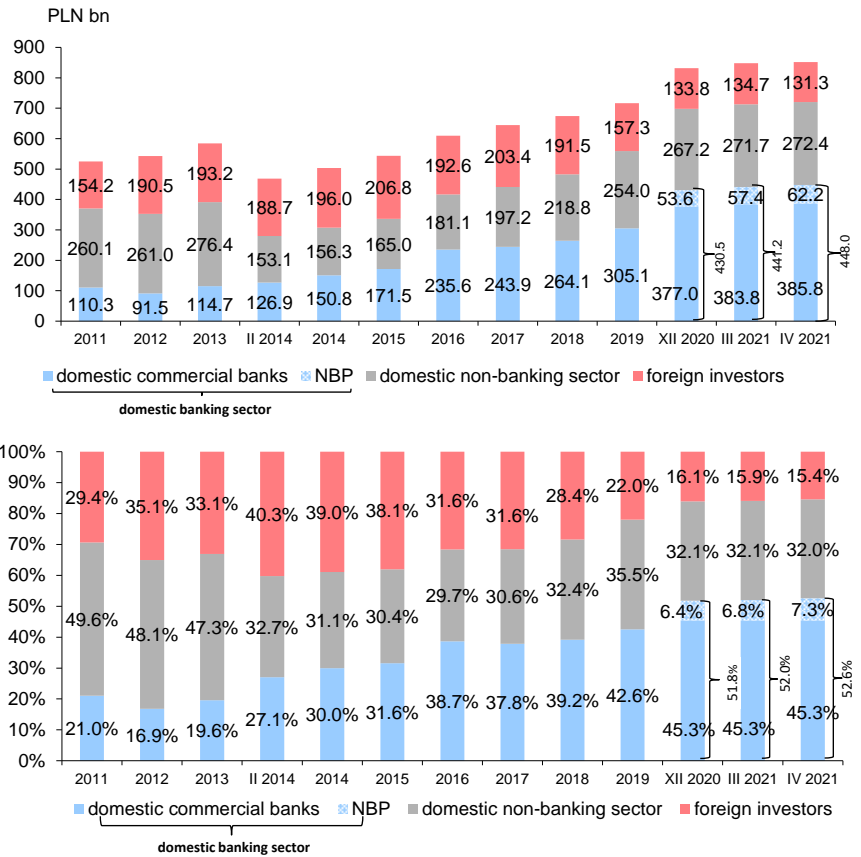 PLN bn
900
800
700
600
500
400
300
200
100
0
154.2 190.5 193.2 188.7 196.0 206.8 192.6 203.4 191.5 157.3 133.8 134.7 131.3
260.1 261.0 276.4 153.1 156.3 165.0 181.1 197.2 218.8 254.0 267.2 271.7 272.4
53.6 57.4 62.2
110.3 91.5 114.7 126.9 150.8 171.5 235.6 243.9 264.1 305.1 377.0 383.8 385.8
430.5 441.2 448.0
2011 2012 2013 II 2014 2014 2015 2016 2017 2018 2019 XII 2020 III 2021 IV 2021
domestic commercial banks NBP domestic non-banking sector foreign investors
domestic banking sector
100%
90%
80%
70%
60%
50%
40%
30%
20%
10%
0%
29.4% 35.1% 33.1% 40.3% 39.0% 38.1% 31.6% 31.6% 28.4% 22.0% 16.1% 15.9% 15.4%
49.6% 48.1% 47.3% 32.7% 31.1% 30.4% 29.7% 30.6% 32.4% 35.5% 32.1% 32.1% 32.0%
6.4% 6.8% 7.3%
21.0% 16.9% 19.6% 27.1% 30.0% 31.6% 38.7% 37.8% 39.2% 42.6% 45.3% 45.3% 45.3%
51.8% 52.0% 52.6%
2011 2012 2013 II 2014 2014 2015 2016 2017 2018 2019 XII 2020 III 2021 IV 2021
domestic commercial banks NBP domestic non-banking sector foreign investors
domestic banking sector